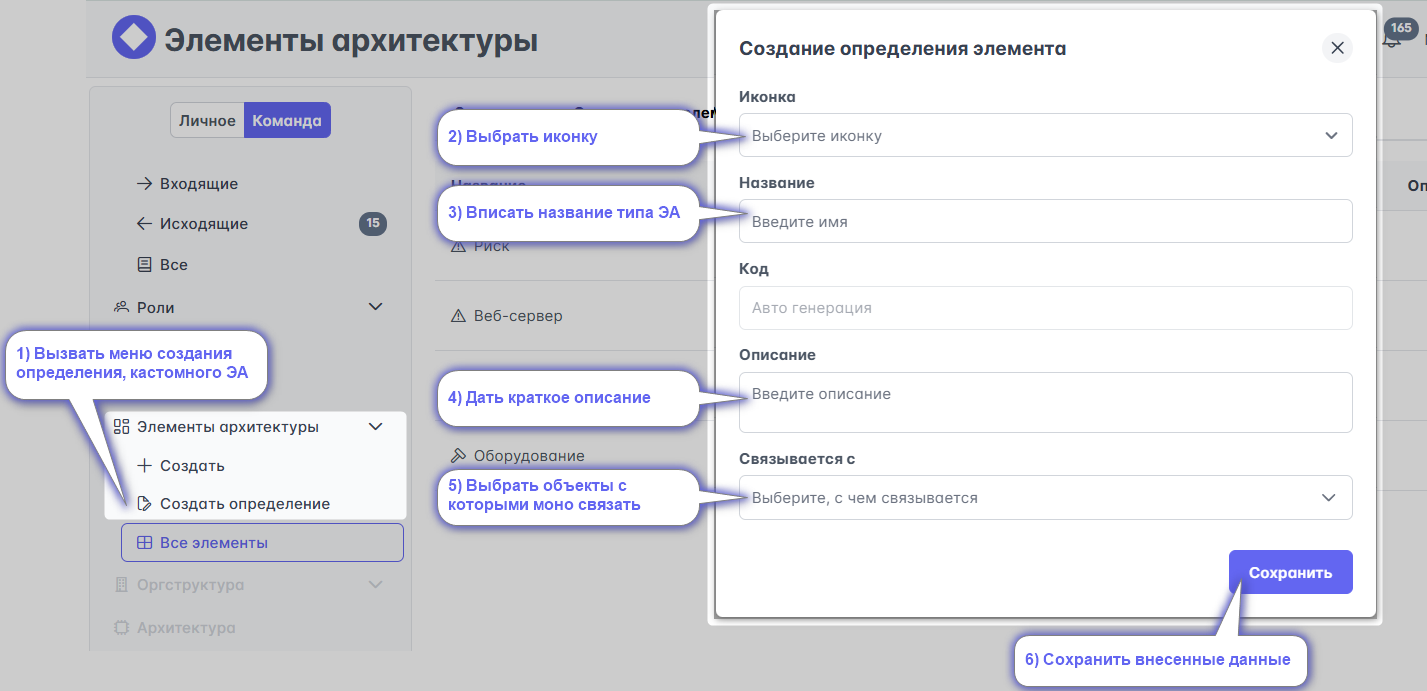 Элементы архитектуры
165
Личное
Команда
Входящие
Исходящие
15
Все
Роли
1) Вызвать меню создания
определения, кастомного ЭА
Элементы архитектуры
Создать
Создать определение
Все элементы
Оргструктура
Архитектура
2) Выбрать иконку
Название
3) Вписать название типа ЭА
Риск
Веб-сервер
4) Дать краткое описание
Оборудование
5) Выбрать объекты с
которыми моно связать
Создание определения элемента
Иконка
Выберите иконку
Название
Введите имя
Код
Авто генерация
Описание
Введите описание
Связывается с
Выберите, с чем связывается
Сохранить
6) Сохранить внесенные данные